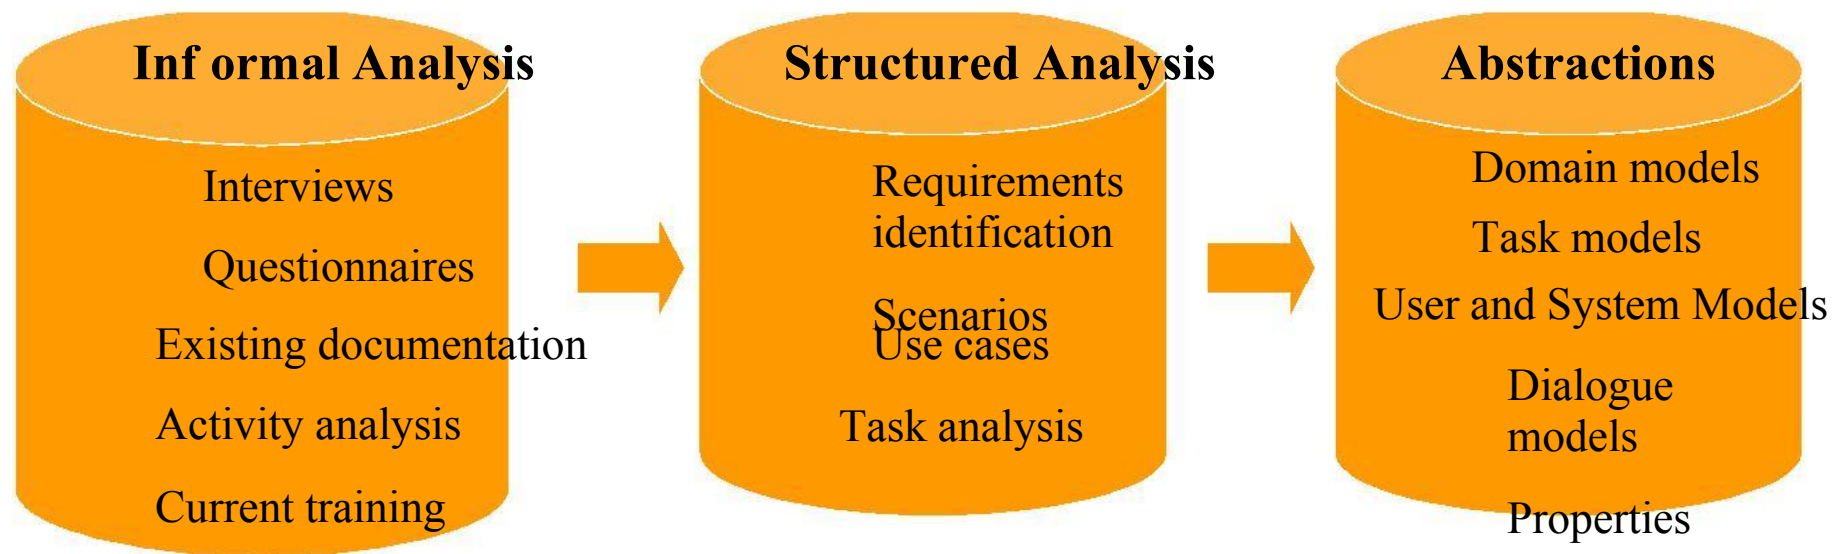 Inf ormal Analysis
Interviews
Questionnaires
Existing documentation
Activity analysis
Current training
Structured Analysis
Requirements
identification
Scenarios
Use cases
Task analysis
Abstractions
Domain models
Task models
User and System Models
Dialogue
models
Properties